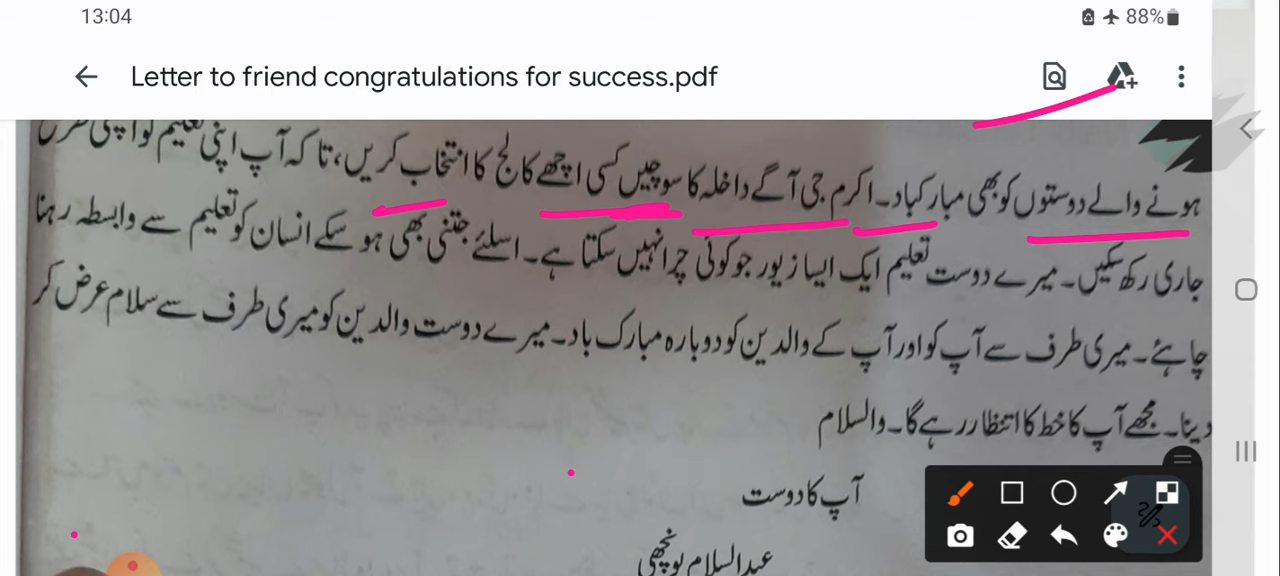 13:04
88%
Letter to friend congratulations for success.pdf
ہونے والے دوستوں کو بھی مبارکباد۔ اکرم جی آگے داخلہ کا سوچیں کسی اچھے کالج کا انتخاب کریں، تاکہ آپ اپنی تعلیم کو اچھی طرح
جاری رکھ سکیں۔ میرے دوست تعلیم ایک ایسا زیور جو کوئی چرا نہیں سکتا ہے۔ اسلئے جتنی بھی ہو سکے انسان کو تعلیم سے وابسطہ رہنا
چاہئے۔ میری طرف سے آپ کو اور آپ کے والدین کو دوبارہ مبارک باد۔ میرے دوست والدین کو میری طرف سے سلام عرض کر
دینا۔ مجھے آپ کا خط کا انتظار رہے گا۔ والسلام
آپ کا دوست
عبدالسلام پونچھی